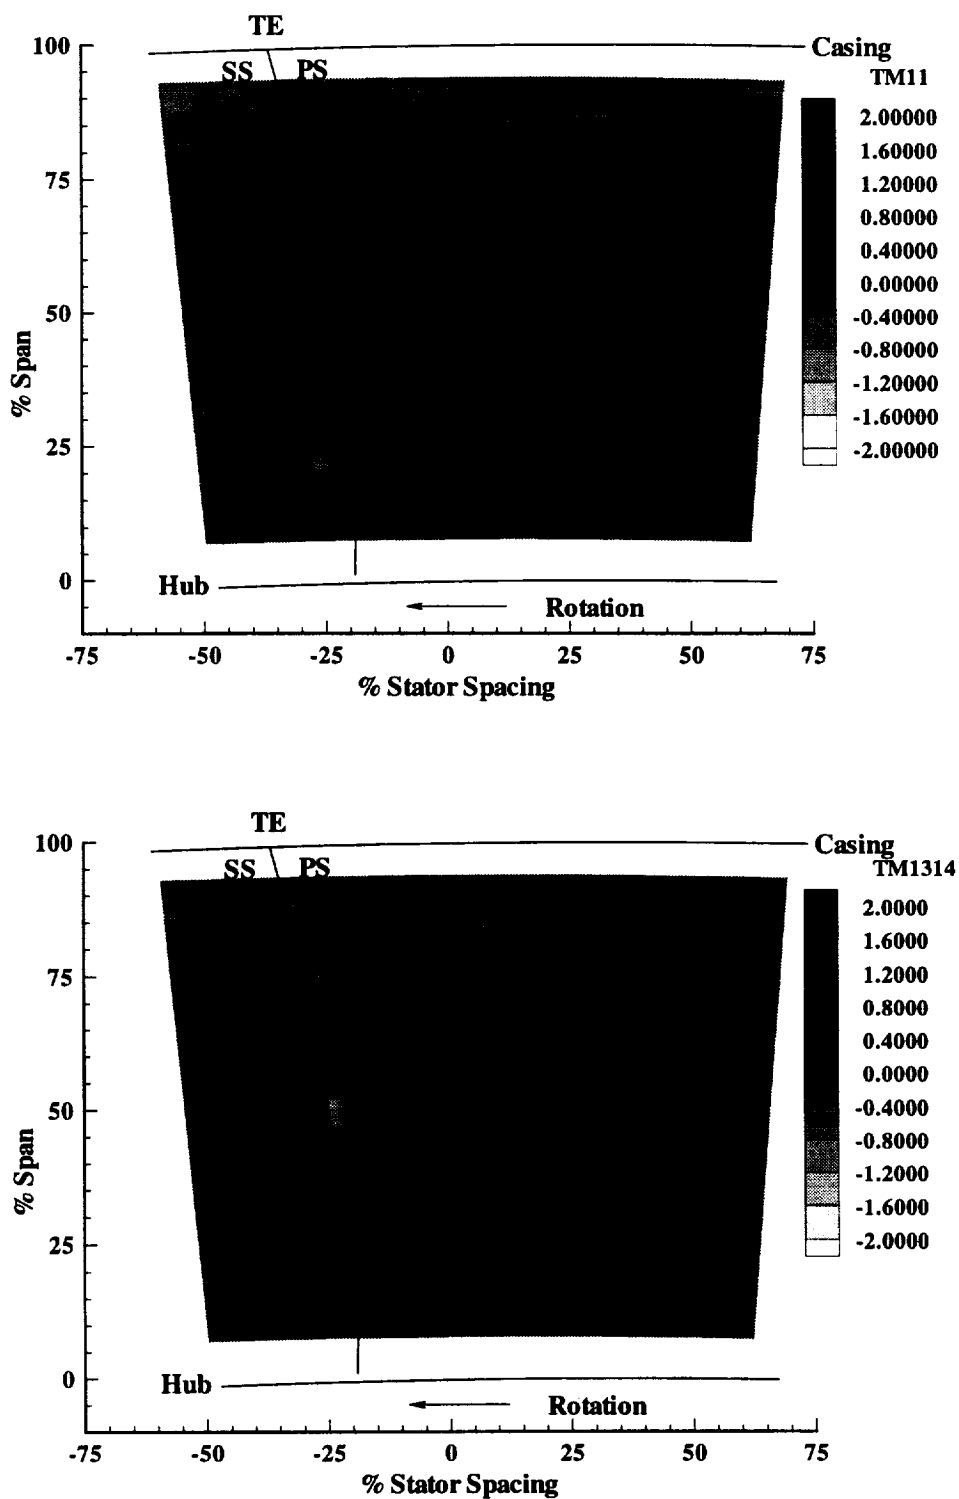 TE
100
Casing
SS PS
TM11
2.00000
1.60000
1.20000
0.80000
0.40000
0.00000
-0.40000
-0.80000
-1.20000
-1.60000
-2.00000
75
50
% Span
25
0
Hub
Rotation
-75 -50 -25 0 25 50 75
% Stator Spacing
TE
100
Casing
SS PS
TM1314
2.0000
1.6000
1.2000
0.8000
0.4000
0.0000
-0.4000
-0.8000
-1.2000
-1.6000
-2.0000
75
50
% Span
25
0
Hub
Rotation
-75 -50 -25 0 25 50 75
% Stator Spacing